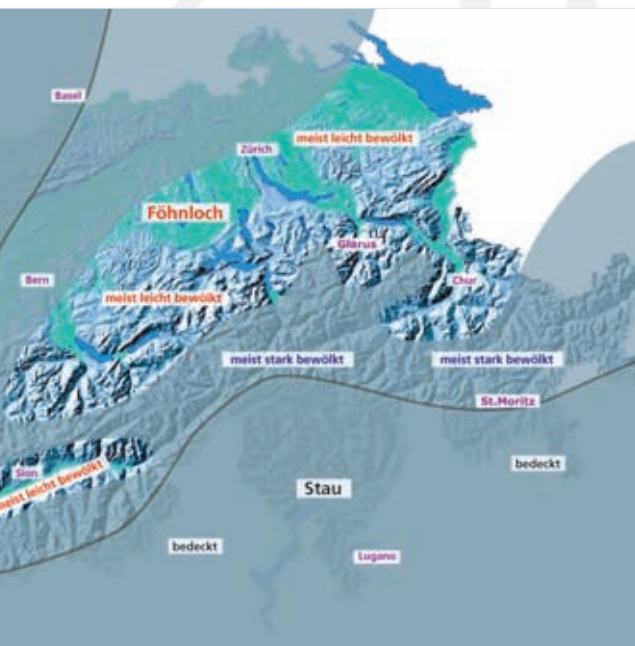 Basel
meist leicht bewölkt
Zürich
Föhnloch
Glarus
Bern
Chur
meist leicht bewölkt
meist stark bewölkt
meist stark bewölkt
St.Moritz
bedeckt
Sion
meist leicht bewölkt
Stau
bedeckt
Lugano